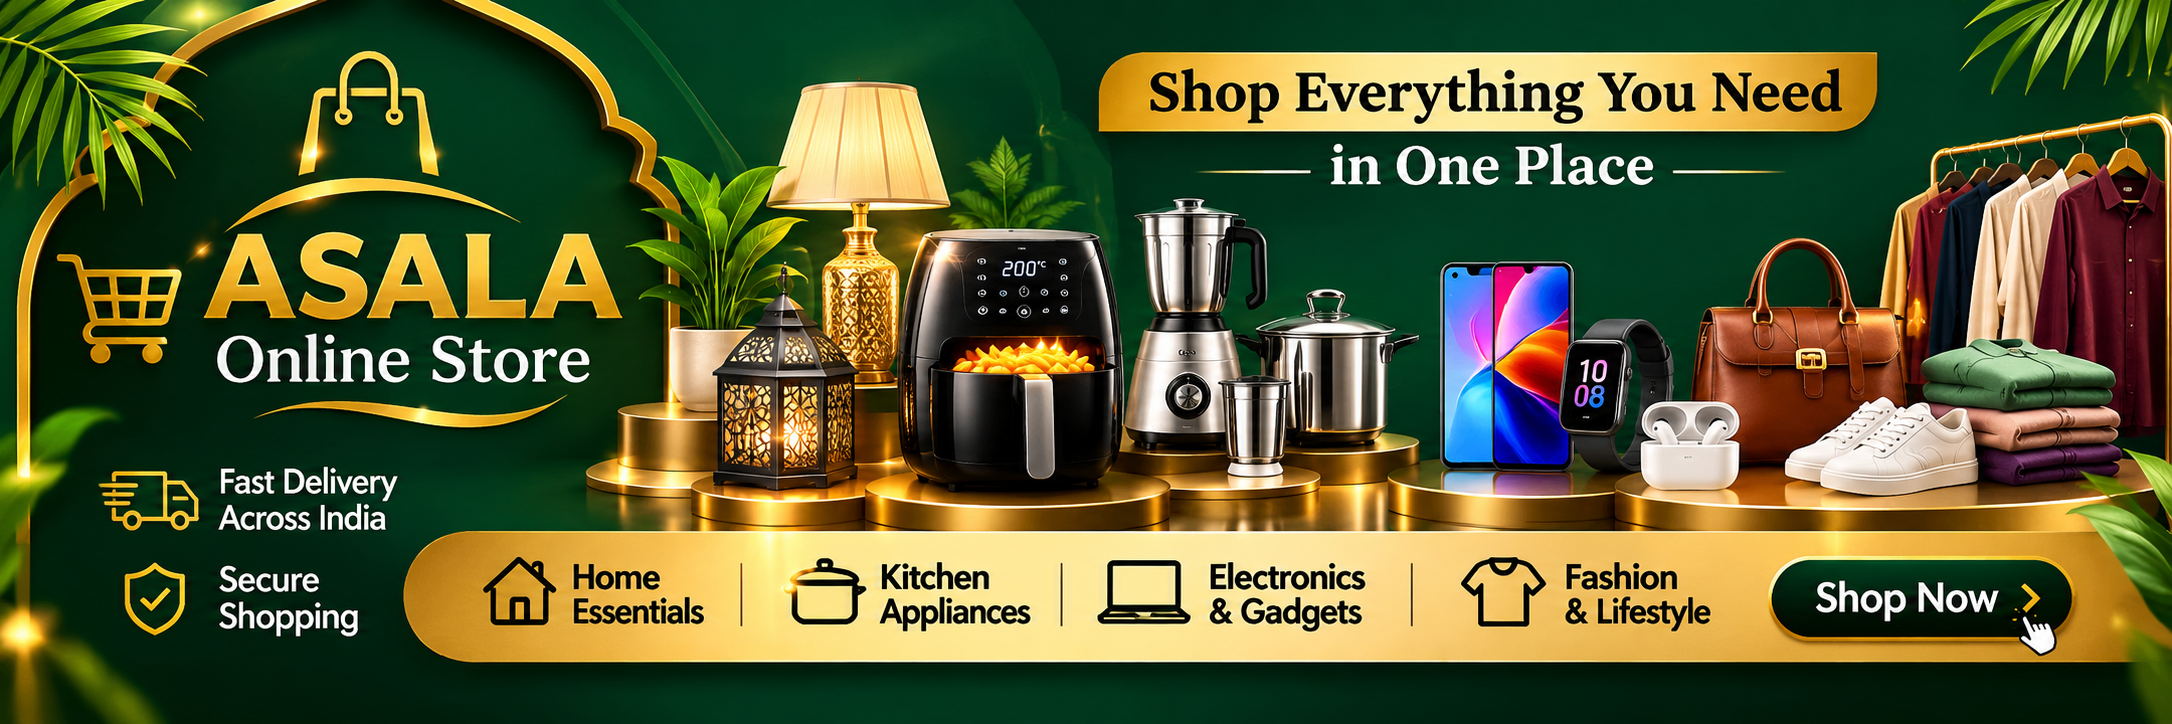 ASALA
Online Store
Fast Delivery
Across India
Secure
Shopping
Shop Everything You Need
in One Place
200°C
10
08
Home
Essentials
Kitchen
Appliances
Electronics
& Gadgets
Fashion
& Lifestyle
Shop Now